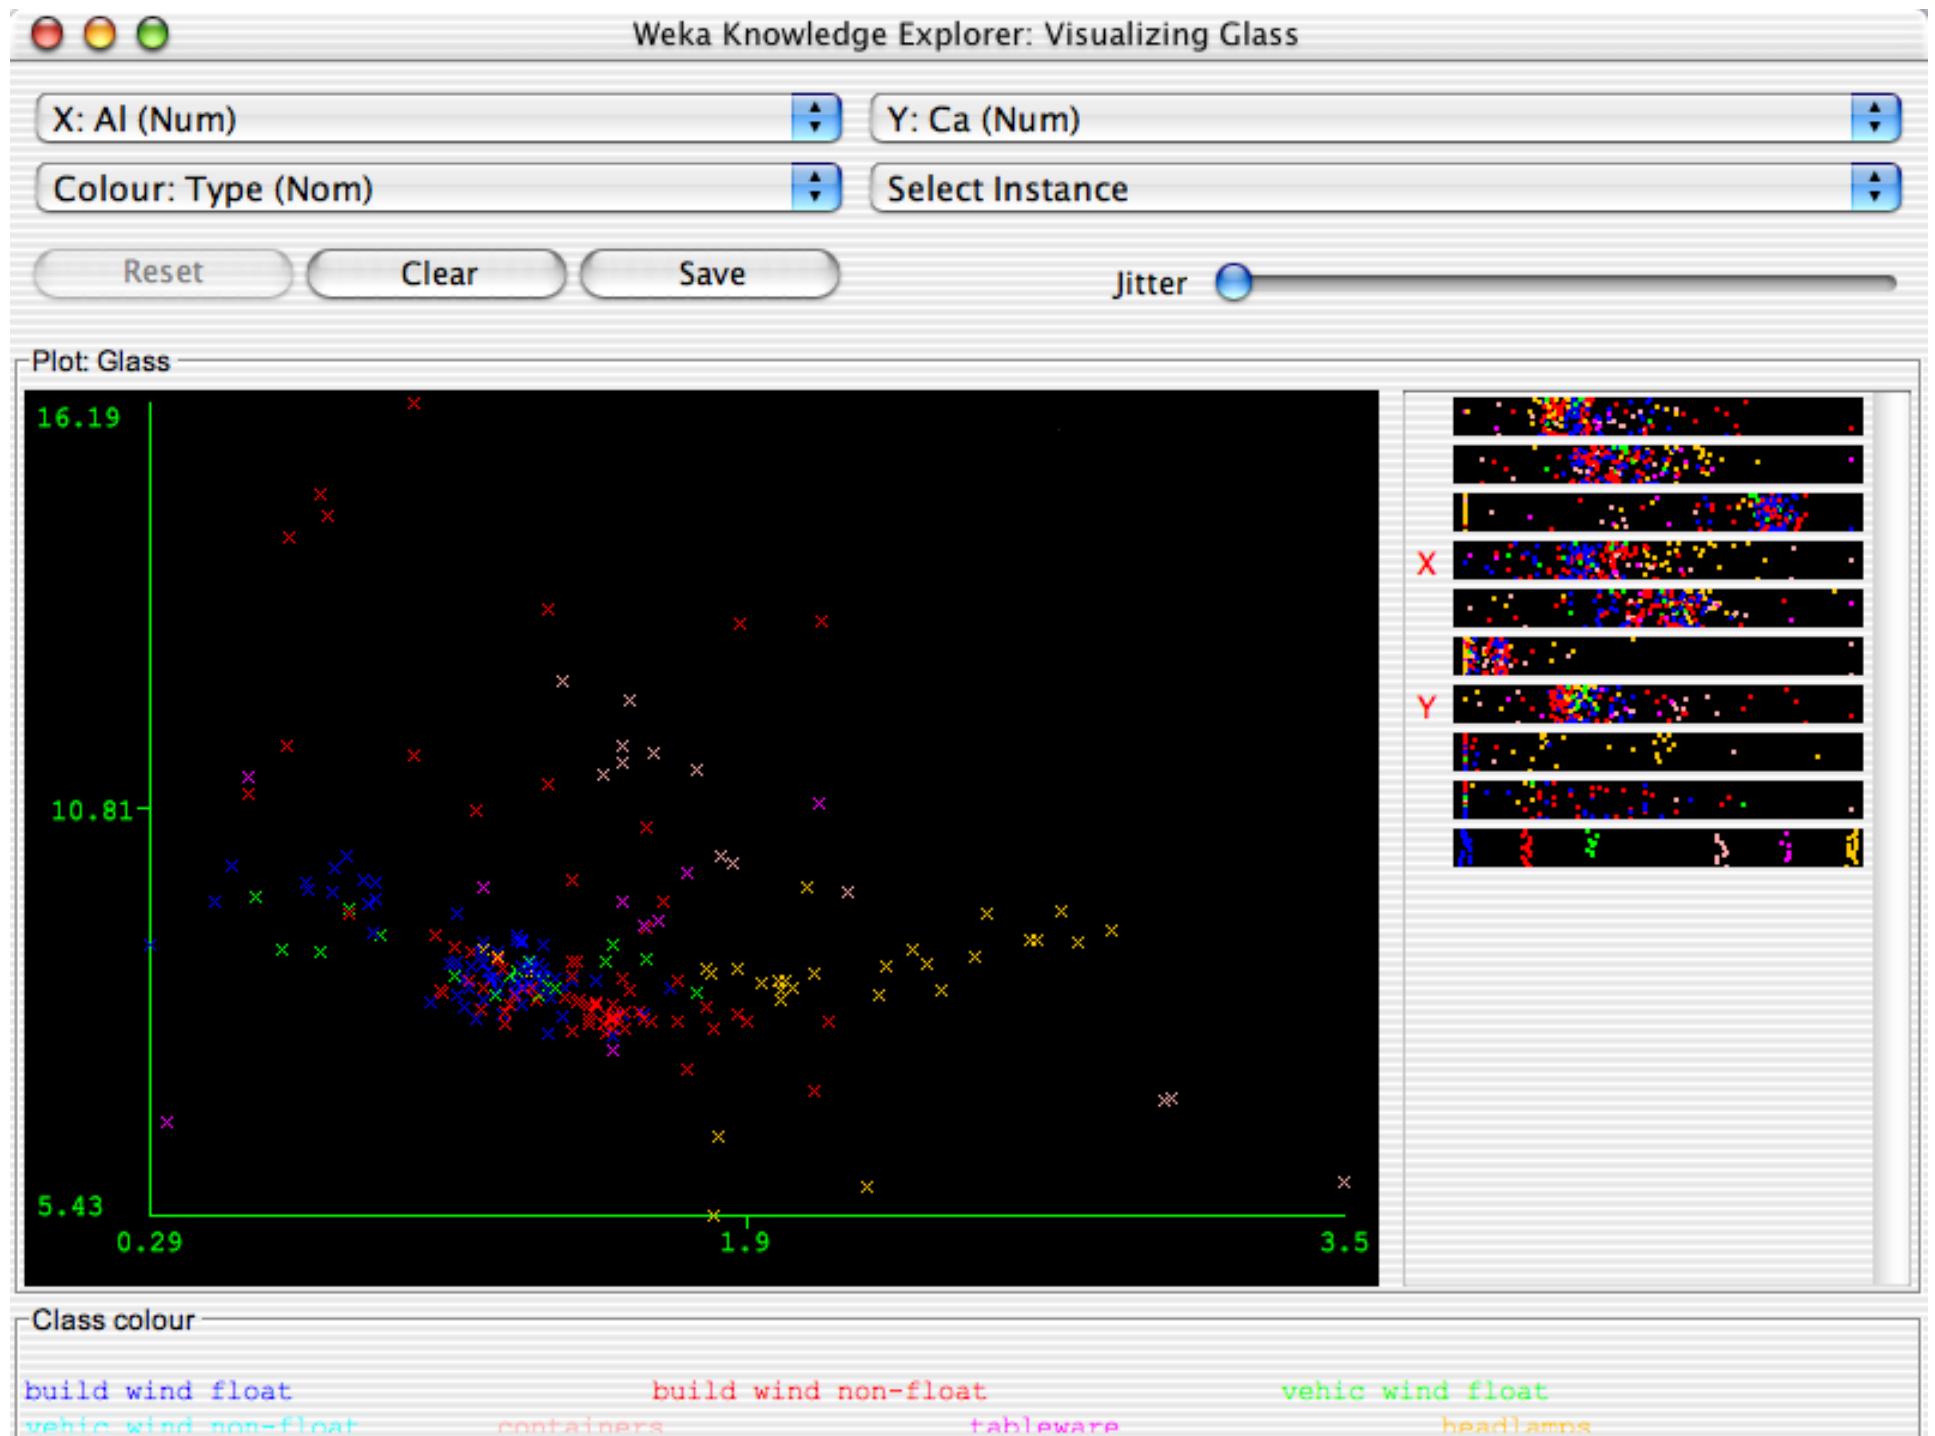 Weka Knowledge Explorer: Visualizing Glass
X: Al (Num) Y: Ca (Num)
Colour: Type (Nom) Select Instance
Reset Clear Save Jitter
Plot: Glass
16.19
X
Y
10.81
5.43
0.29 1.9 3.5
Class colour
build wind float build wind non-float vehic wind float
vehic wind non-float containers tableware headlamps